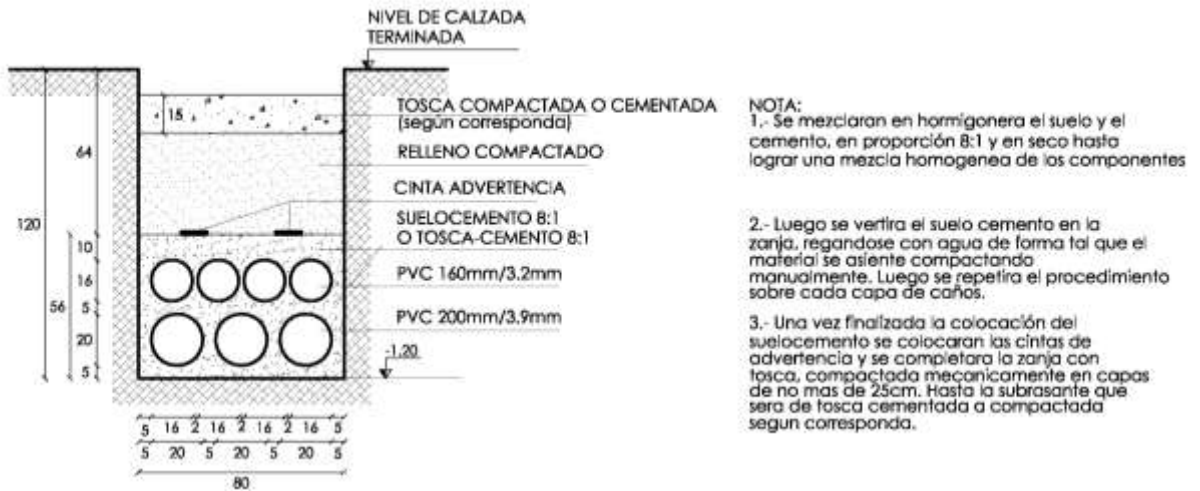 NIVEL DE CALZADA
TERMINADA
15
TOSCA COMPACTADA O CEMENTADA
(según corresponda)
64
RELLENO COMPACTADO
CINTA ADVERTENCIA
120
SUELOCEMENTO 8:1
O TOSCA-CEMENTO 8:1
10
16
PVC 160mm/3.2mm
56
5
20
PVC 200mm/3.9mm
-1.20
5
5 16 2 16 2 16 2 16 5
5 20 5 20 5 20 5
80
NOTA:
1.- Se mezclaran en hormigonera el suelo y el
cemento, en proporción 8:1 y en seco hasta
lograr una mezcla homogenea de los componentes
2.- Luego se vertira el suelo cemento en la
zanja, regandose con agua de forma tal que el
material se asiente compactando
manualmente. Luego se repetira el procedimiento
sobre cada capa de caños.
3.- Una vez finalizada la colocación del
suelocemento se colocaran las cintas de
advertencia y se completara la zanja con
tosca, compactada mecanicamente en capas
de no mas de 25cm. Hasta la subrasante que
sera de tosca cementada a compactada
segun corresponda.